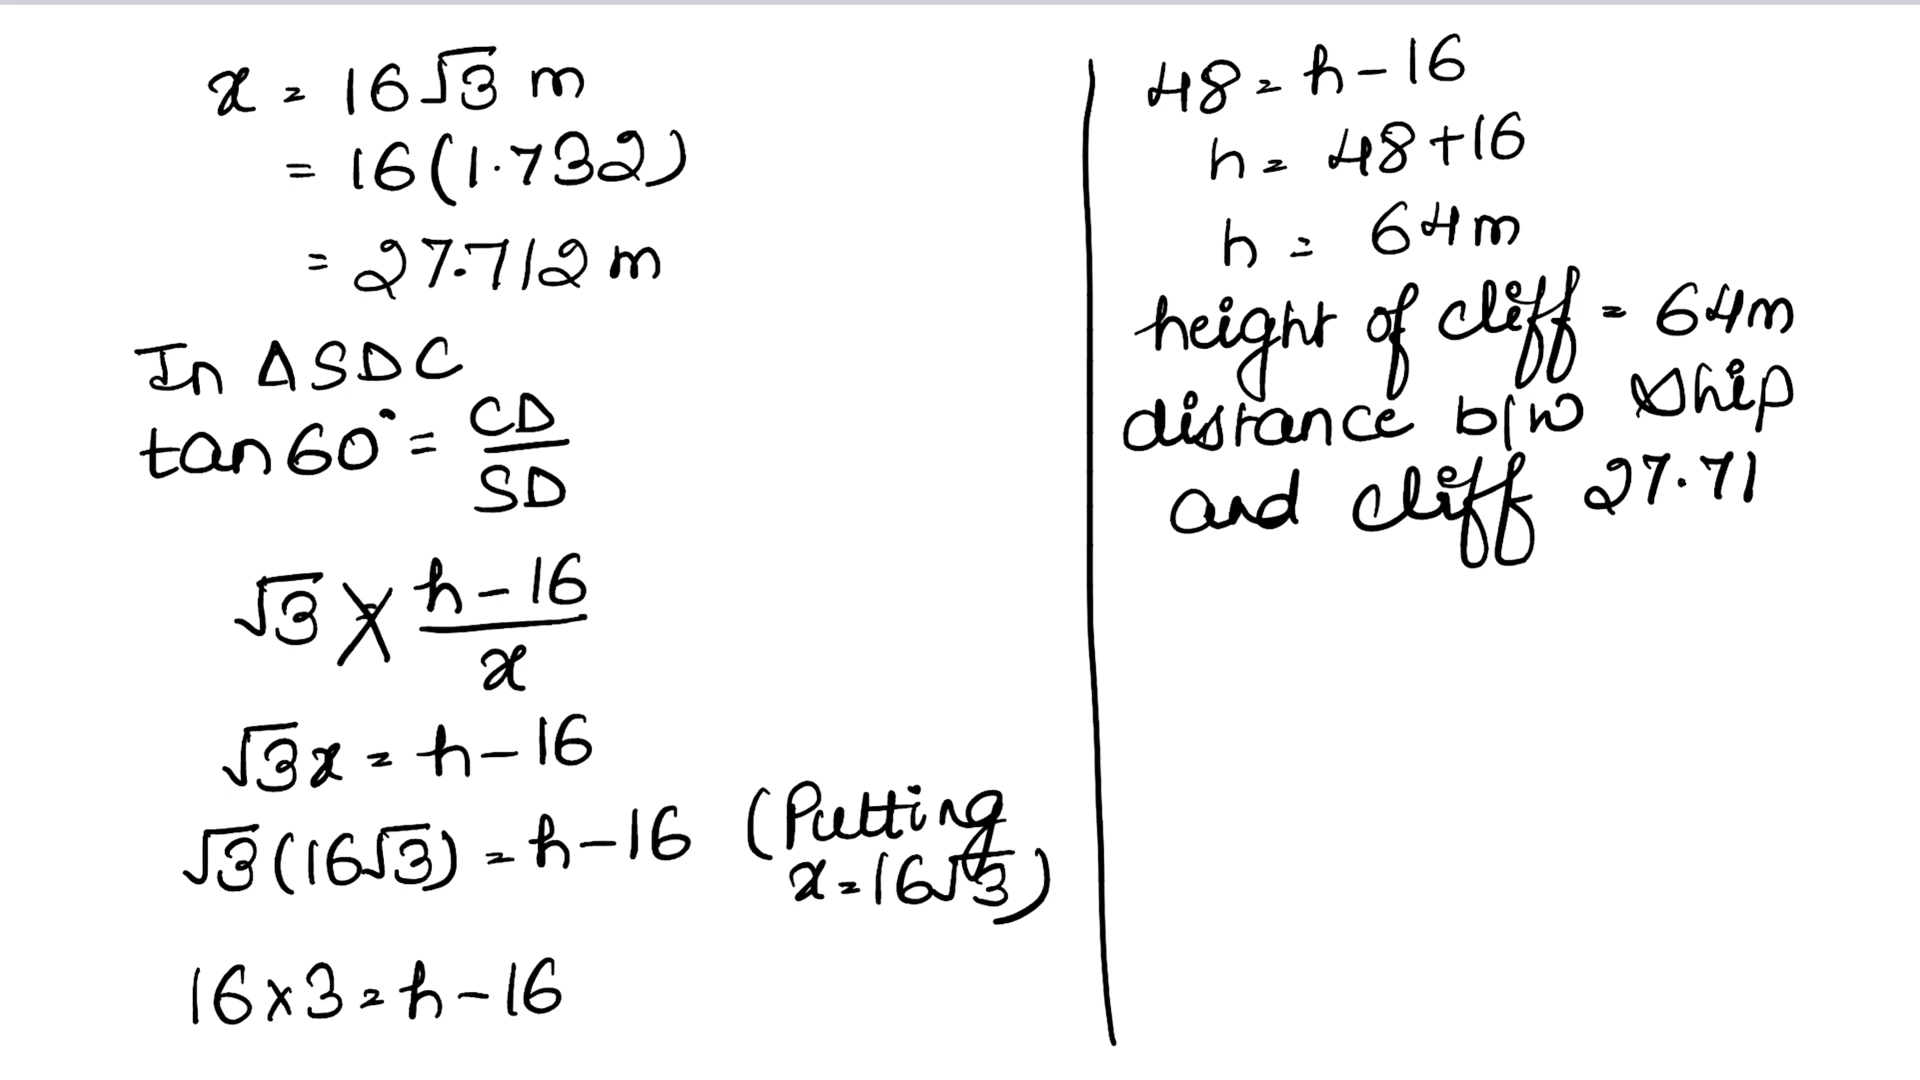 x = 16√3 m
= 16(1.732)
= 27.712 m
In ΔSDC
tan60° = CD/SD
√3 = h-16/x
√3x = h-16
√3(16√3) = h-16 (Putting
x=16√3)
16×3 = h-16
48 = h-16
h = 48+16
h = 64m
height of cliff = 64m
distance b/w ship
and cliff 27.71